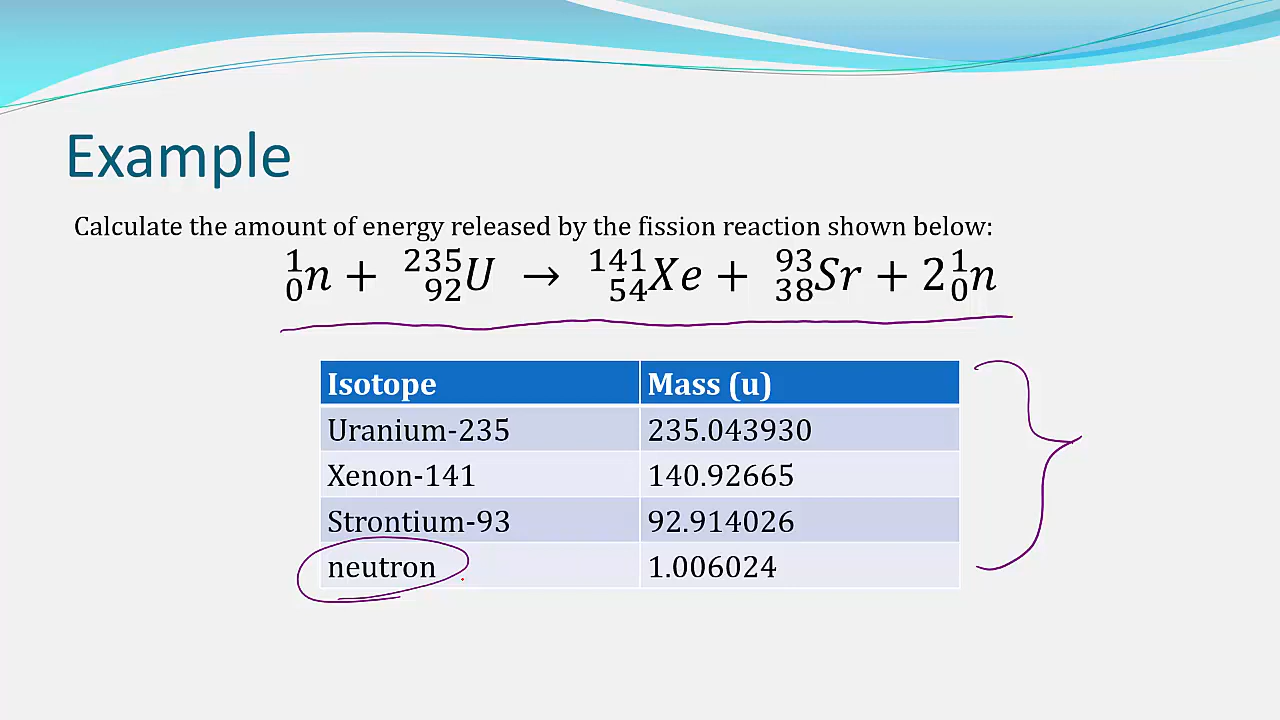 Example
Calculate the amount of energy released by the fission reaction shown below:
¹₀n + ²³⁵₉₂U → ¹⁴¹₅₄Xe + ⁹³₃₈Sr + 2¹₀n
Isotope Mass (u)
Uranium-235 235.043930
Xenon-141 140.92665
Strontium-93 92.914026
neutron 1.006024